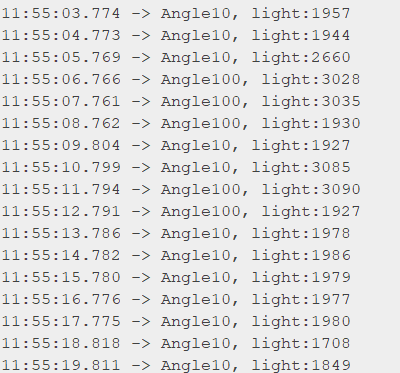 11:55:03.774 -> Angle10, light:1957
11:55:04.773 -> Angle10, light:1944
11:55:05.769 -> Angle10, light:2660
11:55:06.766 -> Angle100, light:3028
11:55:07.761 -> Angle100, light:3035
11:55:08.762 -> Angle100, light:1930
11:55:09.804 -> Angle10, light:1927
11:55:10.799 -> Angle10, light:3085
11:55:11.794 -> Angle100, light:3090
11:55:12.791 -> Angle100, light:1927
11:55:13.786 -> Angle10, light:1978
11:55:14.782 -> Angle10, light:1986
11:55:15.780 -> Angle10, light:1979
11:55:16.776 -> Angle10, light:1977
11:55:17.775 -> Angle10, light:1980
11:55:18.818 -> Angle10, light:1708
11:55:19.811 -> Angle10, light:1849